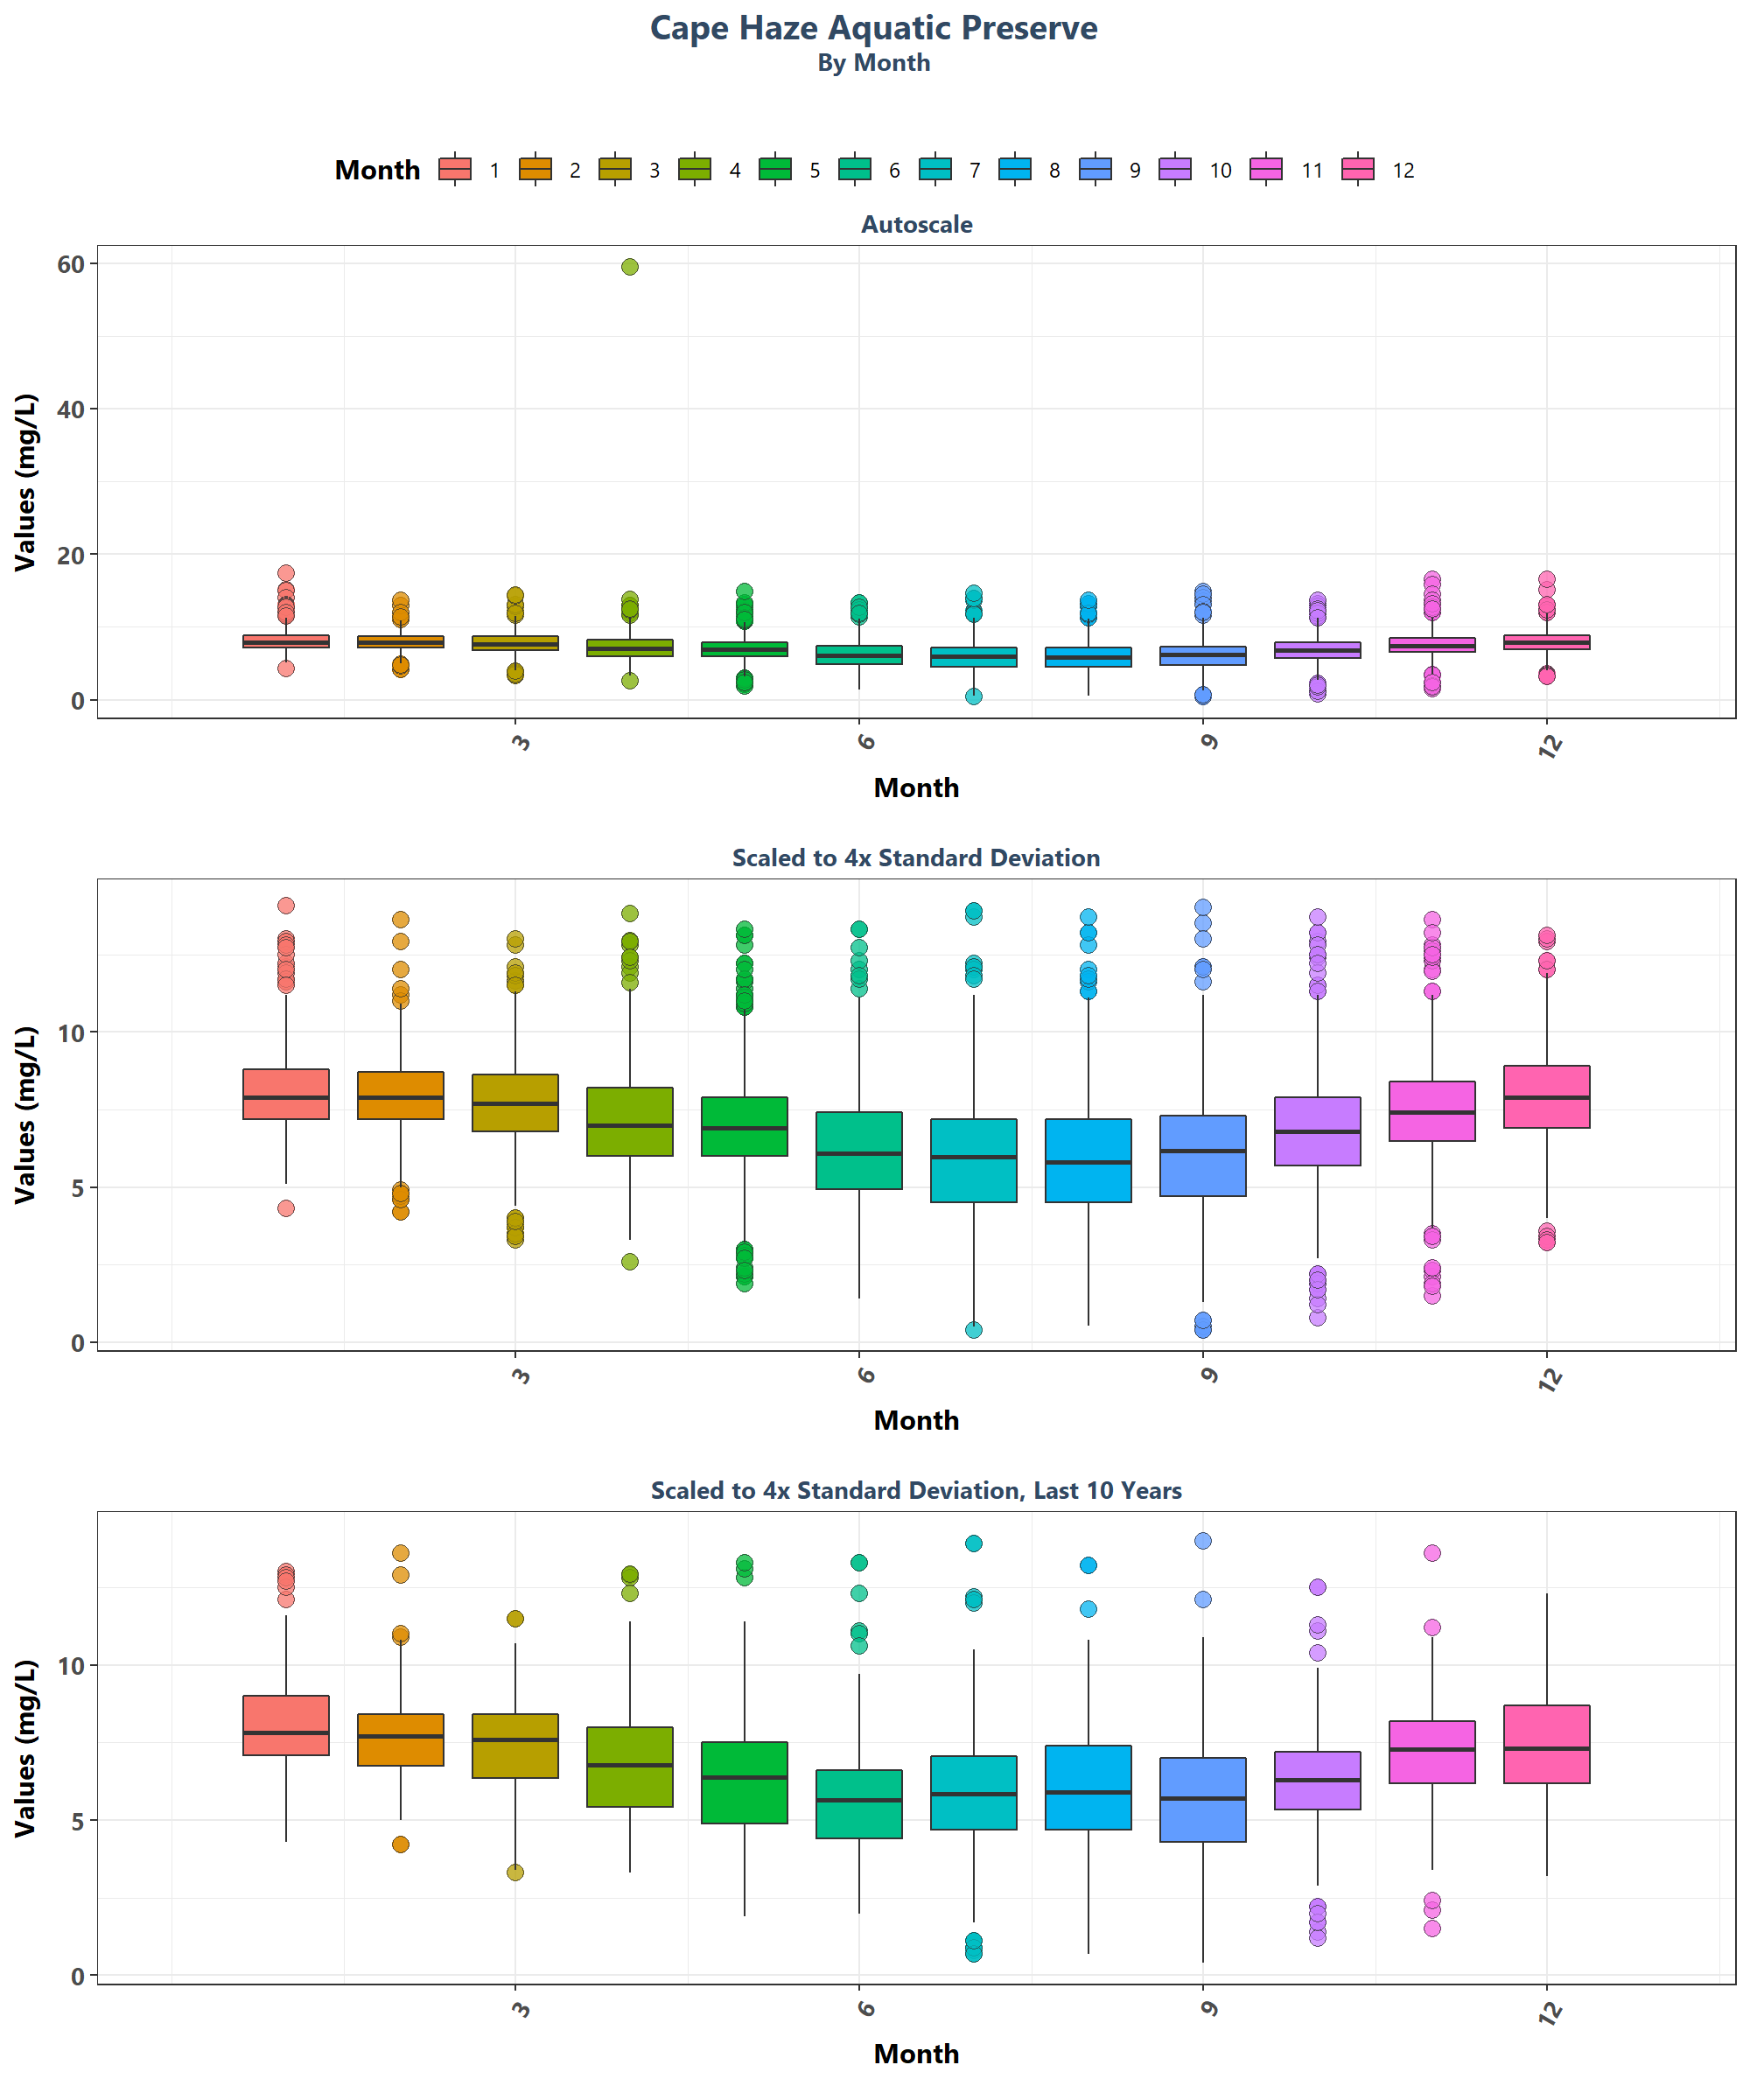 Cape Haze Aquatic Preserve
By Month
Month 1 2 3 4 5 6 7 8 9 10 11 12
Autoscale
Values (mg/L)
60
40
20
0
3 6 9 12
Month
Scaled to 4x Standard Deviation
Values (mg/L)
10
5
0
3 6 9 12
Month
Scaled to 4x Standard Deviation, Last 10 Years
Values (mg/L)
10
5
0
3 6 9 12
Month